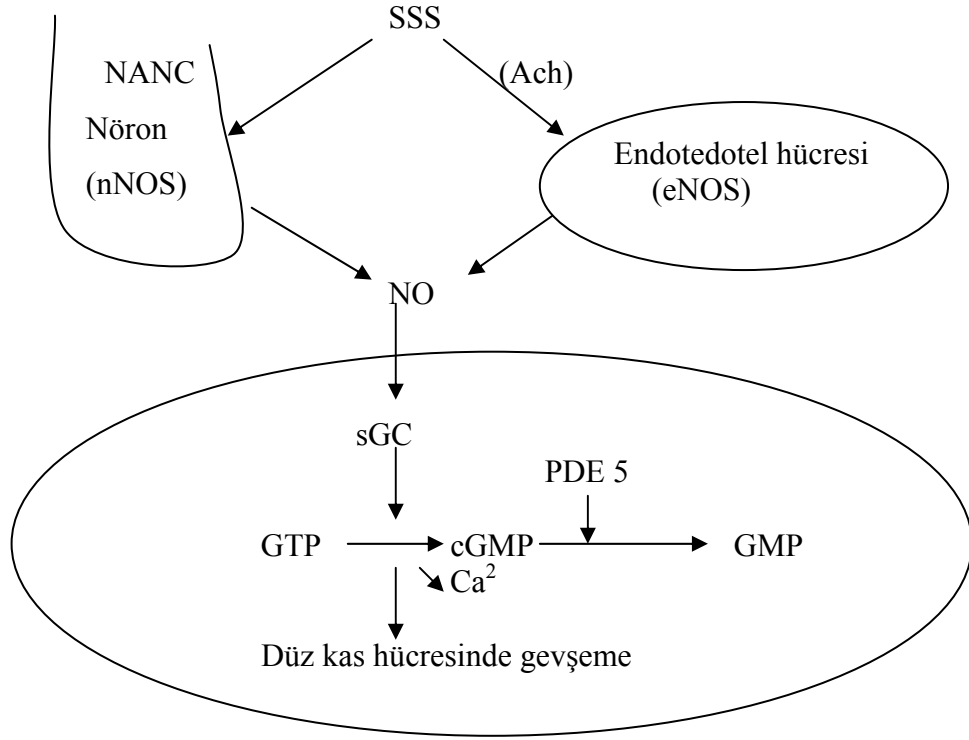 SSS
NANC
(Ach)
Nöron
(nNOS)
Endotedotel hücresi
(eNOS)
NO
sGC
PDE 5
GTP
cGMP
GMP
Ca²
Düz kas hücresinde gevşeme